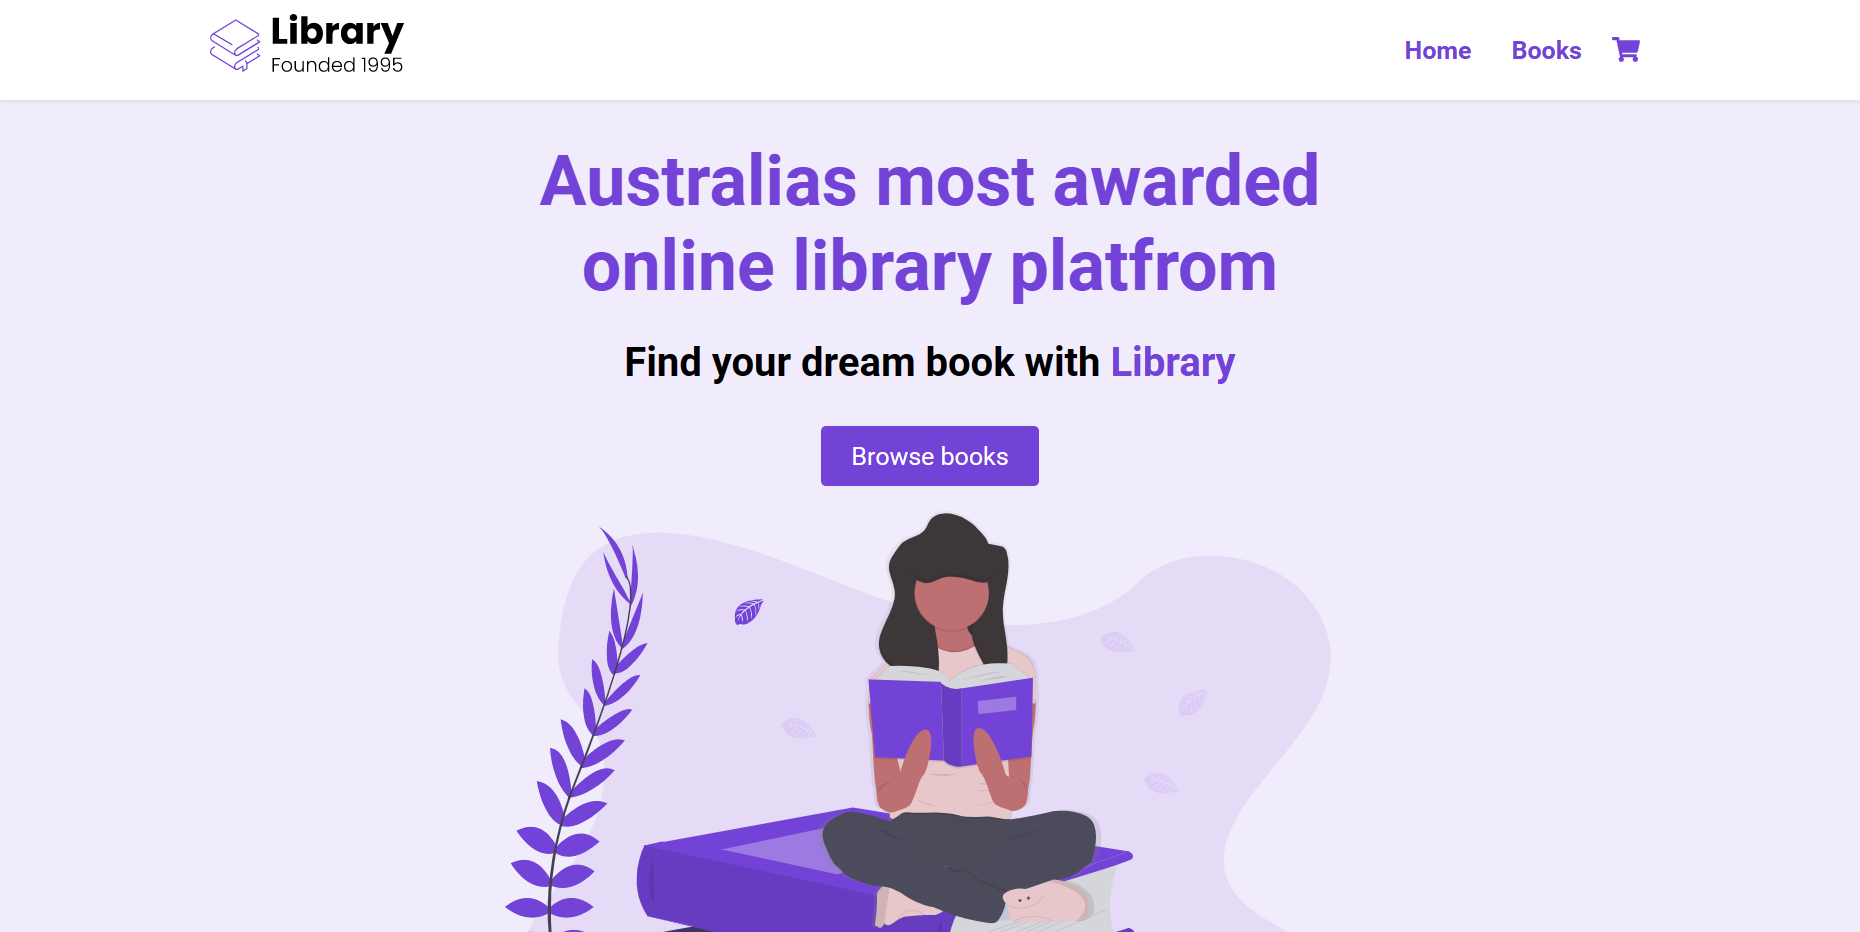 Library
Founded 1995
Home
Books
Australias most awarded
online library platfrom
Find your dream book with Library
Browse books